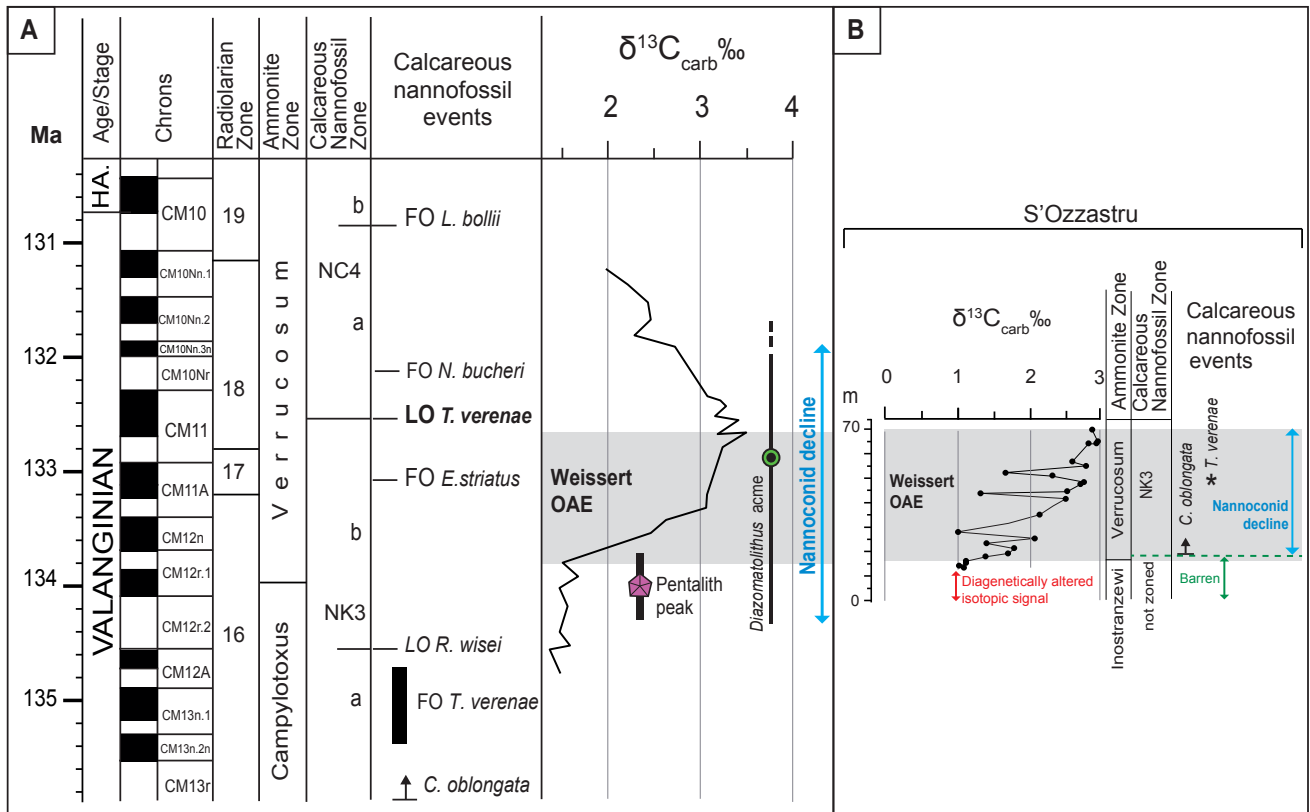 A
B
Ma
Age/Stage
Chrons
Radiolarian
Zone
Ammonite
Zone
Calcareous
Nannofossil
Zone
Calcareous
nannofossil
events
δ13Ccarb‰
2
3
4
HA.
VALANGINIAN
131
132
133
134
135
CM10
CM10Nn.1
CM10Nn.2
CM10Nn.3n
CM10Nr
CM11
CM11A
CM12n
CM12r.1
CM12r.2
CM12A
CM13n.1
CM13n.2n
CM13r
19
18
17
16
Verrucosum
Campylotoxus
b
NC4
a
b
NK3
a
FO L. bollii
FO N. bucheri
LO T. verenae
FO E.striatus
LO R. wisei
FO T. verenae
C. oblongata
Weissert
OAE
Pentalith
peak
Diazomatolithus acme
Nannoconid decline
S'Ozzastru
δ13Ccarb‰
0
1
2
3
m
70
0
Ammonite Zone
Calcareous
Nannofossil Zone
Calcareous
nannofossil
events
Weissert
OAE
Verrucosum
Inostranzewi
NK3
not zoned
C. oblongata
* T. verenae
Nannoconid
decline
Diagenetically altered
isotopic signal
Barren